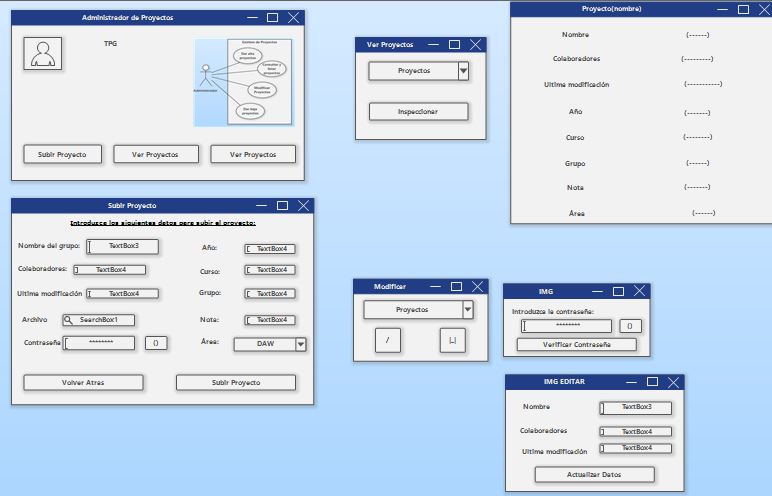 Administrador de Proyectos
TPG
Gestion de Proyectos
Dar alta proyectos
Consultar y listar proyectos
Modificar Proyectos
Dar baja proyectos
Administrador
Subir Proyecto
Ver Proyectos
Ver Proyectos
Ver Proyectos
Proyectos
Inspeccionar
Proyecto(nombre)
Nombre (------)
Colaboradores (---------)
Ultima modificación (-----------)
Año (-------)
Curso (--------)
Grupo (------)
Nota (-------)
Área (------)
Subir Proyecto
Introduzca los siguientes datos para subir el proyecto:
Nombre del grupo: TextBox3
Año: TextBox4
Colaboradores: TextBox4
Curso: TextBox4
Ultima modificación TextBox4
Grupo: TextBox4
Archivo SearchBox1
Nota: TextBox4
Contraseña ******** ()
Área: DAW
Volver Atras
Subir Proyecto
Modificar
Proyectos
/
|_|
IMG
Introduzca la contraseña:
******** ()
Verificar Contraseña
IMG EDITAR
Nombre TextBox3
Colaboradores TextBox4
Ultima modificación TextBox4
Actualizar Datos